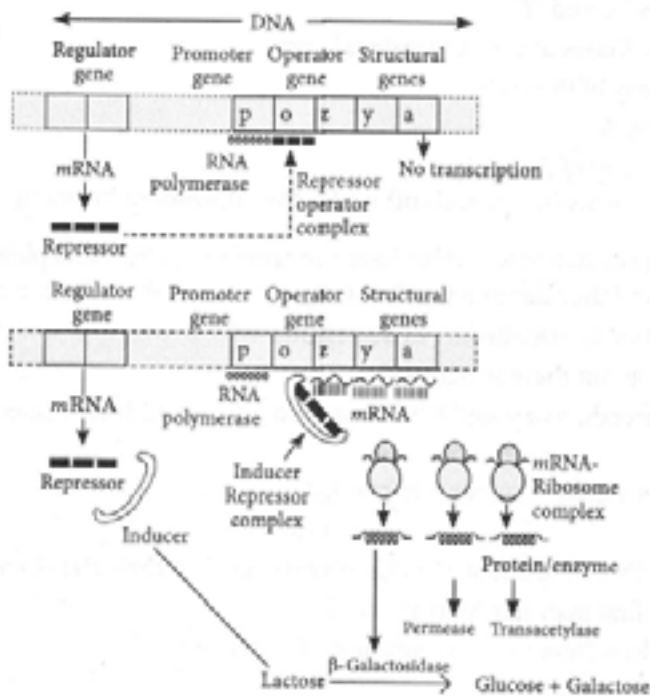 DNA
Regulator gene
Promoter gene
Operator gene
Structural genes
p o z y a
mRNA
RNA polymerase
Repressor operator complex
No transcription
Repressor
Regulator gene
Promoter gene
Operator gene
Structural genes
p o z y a
mRNA
RNA polymerase
mRNA
Repressor
Inducer
Inducer Repressor complex
mRNA-Ribosome complex
Protein/enzyme
Permease
Transacetylase
β-Galactosidase
Lactose
Glucose + Galactose